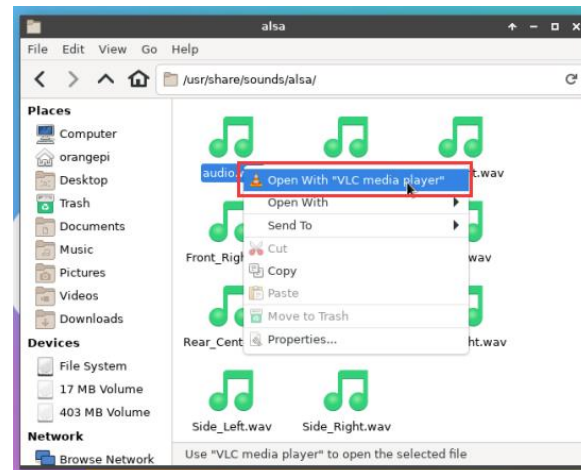 alsa
File Edit View Go Help
/usr/share/sounds/alsa/
Places
Computer
orangepi
Desktop
Trash
Documents
Music
Pictures
Videos
Downloads
Devices
File System
17 MB Volume
403 MB Volume
Network
Browse Network
audio.
t.wav
Front_Righ
wav
Rear_Cent
ht.wav
Side_Left.wav
Side_Right.wav
Open With "VLC media player"
Open With
Send To
Cut
Copy
Paste
Move to Trash
Properties...
Use "VLC media player" to open the selected file